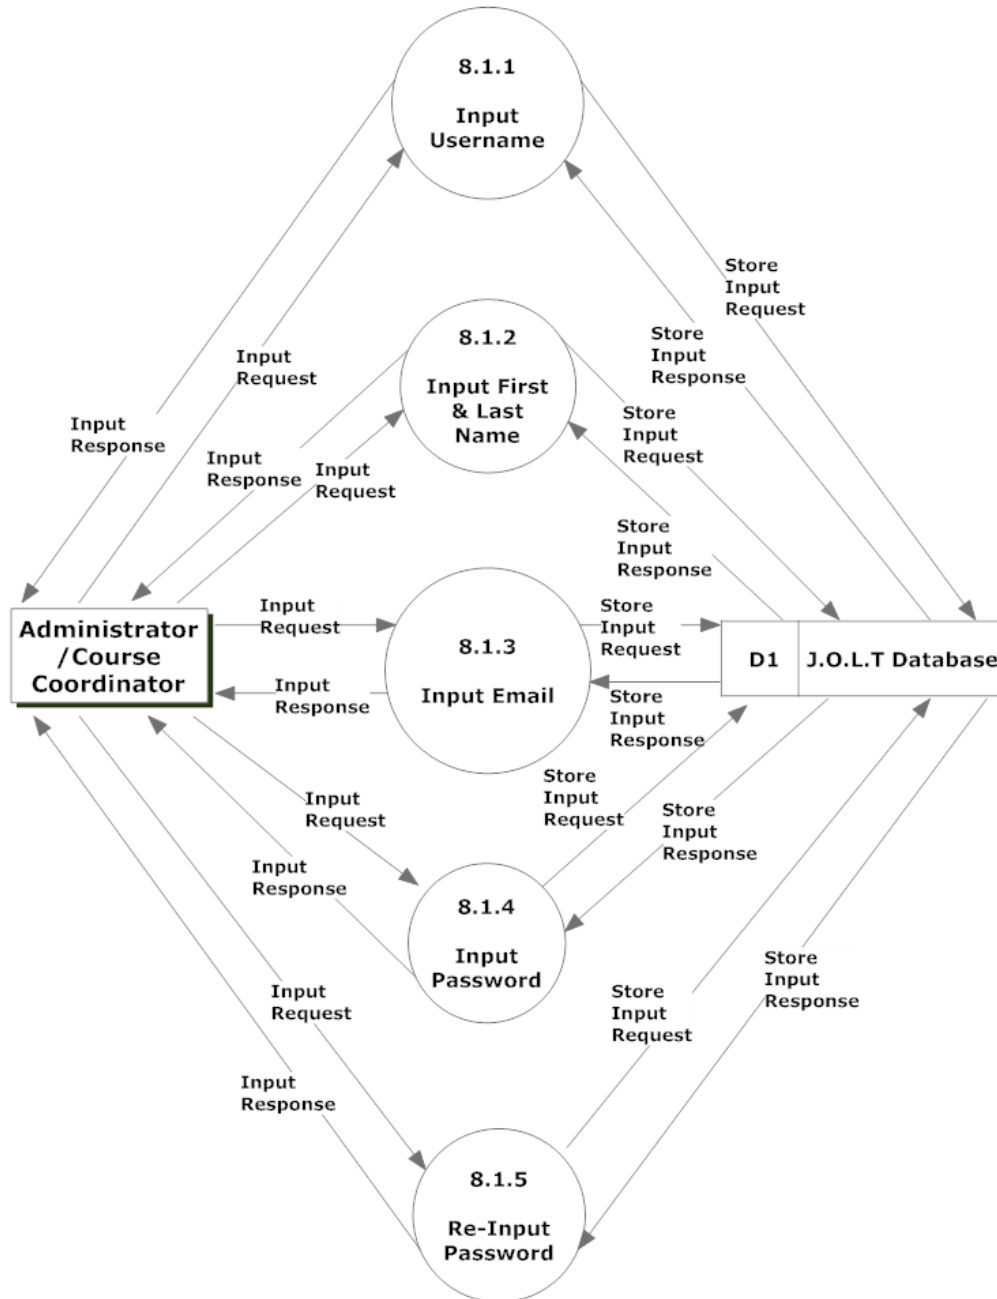 8.1.1
Input
Username
Store
Input
Request
Store
Input
Response
Input
Request
Input
Response
8.1.2
Input First
& Last
Name
Store
Input
Request
Input
Response
Input
Request
Store
Input
Response
Administrator
/Course
Coordinator
Input
Request
Input
Response
8.1.3
Input Email
Store
Input
Request
Store
Input
Response
D1
J.O.L.T Database
Input
Request
Input
Response
Store
Input
Request
Store
Input
Response
8.1.4
Input
Password
Input
Request
Store
Input
Request
Store
Input
Response
Input
Response
8.1.5
Re-Input
Password